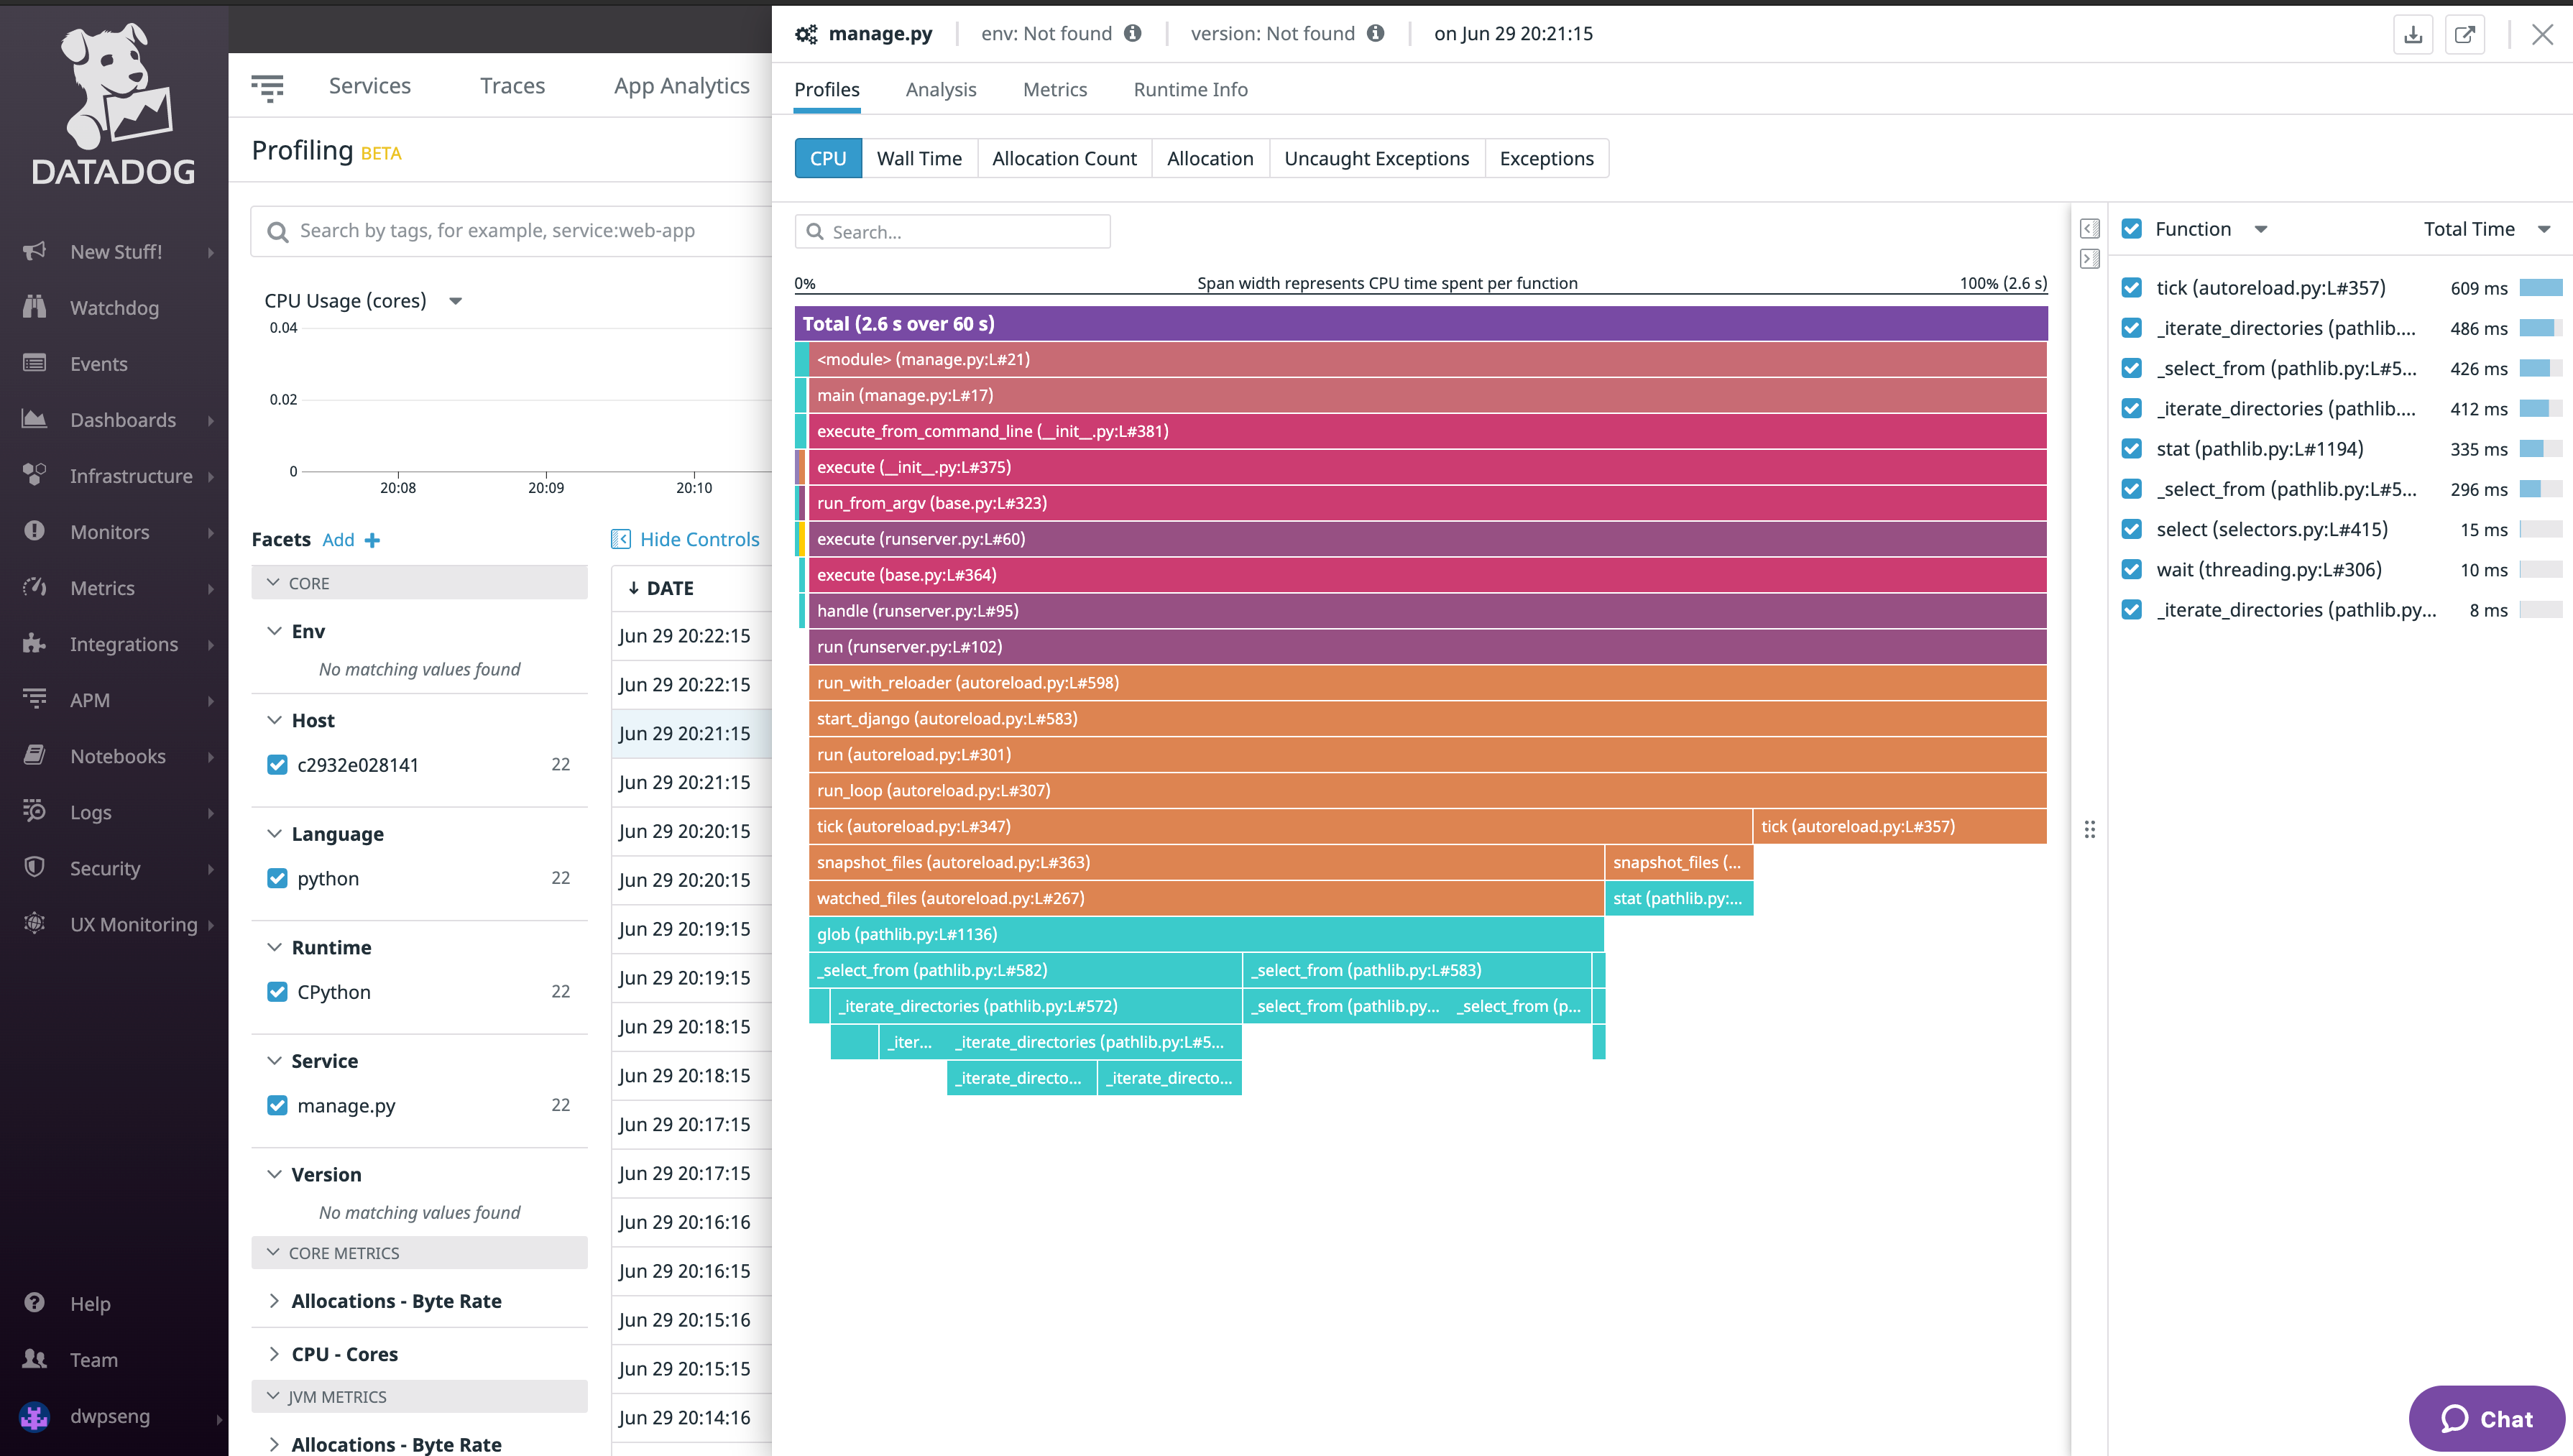 DATADOG
New Stuff!
Watchdog
Events
Dashboards
Infrastructure
Monitors
Metrics
Integrations
APM
Notebooks
Logs
Security
UX Monitoring
Help
Team
dwpseng
Services Traces App Analytics
Profiling BETA
Search by tags, for example, service:web-app
CPU Usage (cores)
0.04
0.02
0
20:08 20:09 20:10
Facets Add
Hide Controls
CORE
Env
No matching values found
Host
c2932e028141 22
Language
python 22
Runtime
CPython 22
Service
manage.py 22
Version
No matching values found
CORE METRICS
Allocations - Byte Rate
CPU - Cores
JVM METRICS
Allocations - Byte Rate
DATE
Jun 29 20:22:15
Jun 29 20:22:15
Jun 29 20:21:15
Jun 29 20:21:15
Jun 29 20:20:15
Jun 29 20:20:15
Jun 29 20:19:15
Jun 29 20:19:15
Jun 29 20:18:15
Jun 29 20:18:15
Jun 29 20:17:15
Jun 29 20:17:15
Jun 29 20:16:16
Jun 29 20:16:15
Jun 29 20:15:16
Jun 29 20:15:15
Jun 29 20:14:16
manage.py env: Not found version: Not found on Jun 29 20:21:15
Profiles Analysis Metrics Runtime Info
CPU Wall Time Allocation Count Allocation Uncaught Exceptions Exceptions
Search...
0% Span width represents CPU time spent per function 100% (2.6 s)
Total (2.6 s over 60 s)
<module> (manage.py:L#21)
main (manage.py:L#17)
execute_from_command_line (__init__.py:L#381)
execute (__init__.py:L#375)
run_from_argv (base.py:L#323)
execute (runserver.py:L#60)
execute (base.py:L#364)
handle (runserver.py:L#95)
run (runserver.py:L#102)
run_with_reloader (autoreload.py:L#598)
start_django (autoreload.py:L#583)
run (autoreload.py:L#301)
run_loop (autoreload.py:L#307)
tick (autoreload.py:L#347) tick (autoreload.py:L#357)
snapshot_files (autoreload.py:L#363) snapshot_files (...
watched_files (autoreload.py:L#267) stat (pathlib.py:...
glob (pathlib.py:L#1136)
_select_from (pathlib.py:L#582) _select_from (pathlib.py:L#583)
_iterate_directories (pathlib.py:L#572) _select_from (pathlib.py... _select_from (p...
_iter... _iterate_directories (pathlib.py:L#5...
_iterate_directo... _iterate_directo...
Function Total Time
tick (autoreload.py:L#357) 609 ms
_iterate_directories (pathlib.... 486 ms
_select_from (pathlib.py:L#5... 426 ms
_iterate_directories (pathlib.... 412 ms
stat (pathlib.py:L#1194) 335 ms
_select_from (pathlib.py:L#5... 296 ms
select (selectors.py:L#415) 15 ms
wait (threading.py:L#306) 10 ms
_iterate_directories (pathlib.py... 8 ms
Chat